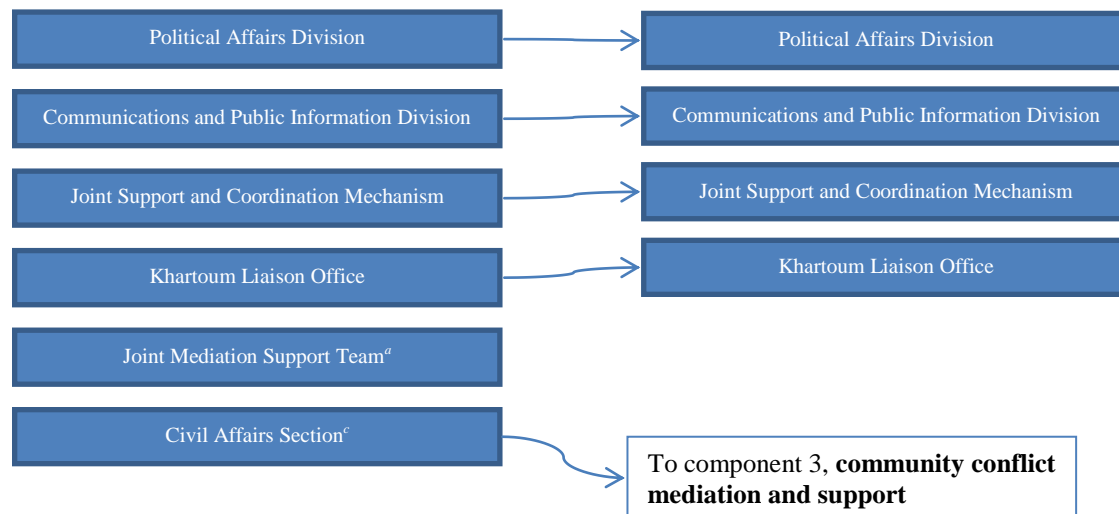 Political Affairs Division
Political Affairs Division
Communications and Public Information Division
Communications and Public Information Division
Joint Support and Coordination Mechanism
Joint Support and Coordination Mechanism
Khartoum Liaison Office
Khartoum Liaison Office
Joint Mediation Support Teamᵃ
Civil Affairs Sectionᶜ
To component 3, community conflict
mediation and support